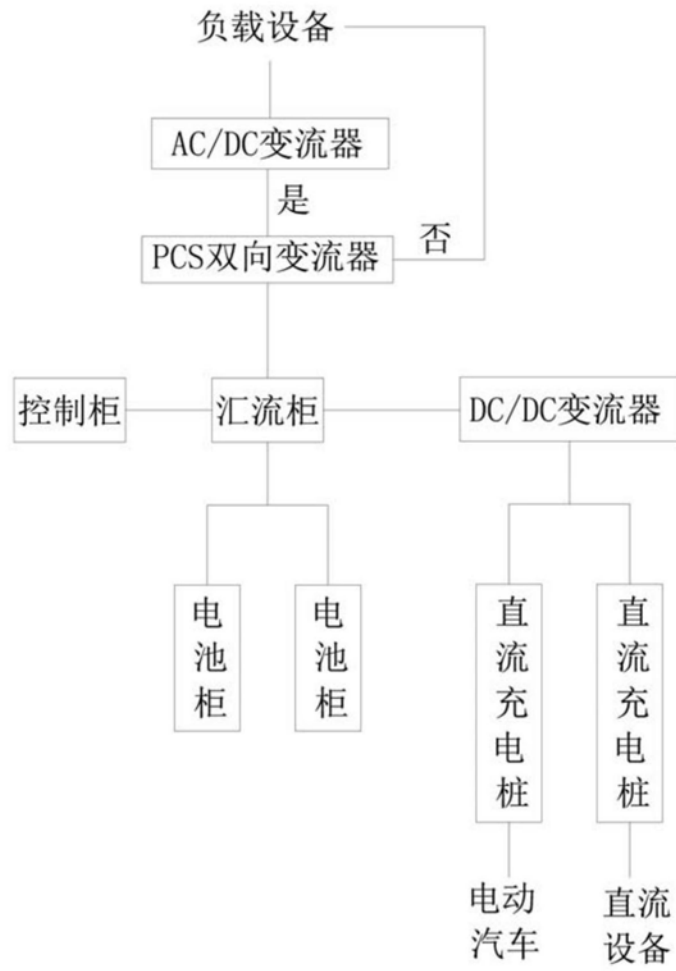 负载设备
AC/DC变流器
是
PCS双向变流器
否
控制柜
汇流柜
DC/DC变流器
电池柜
电池柜
直流充电桩
直流充电桩
电动
汽车
直流
设备